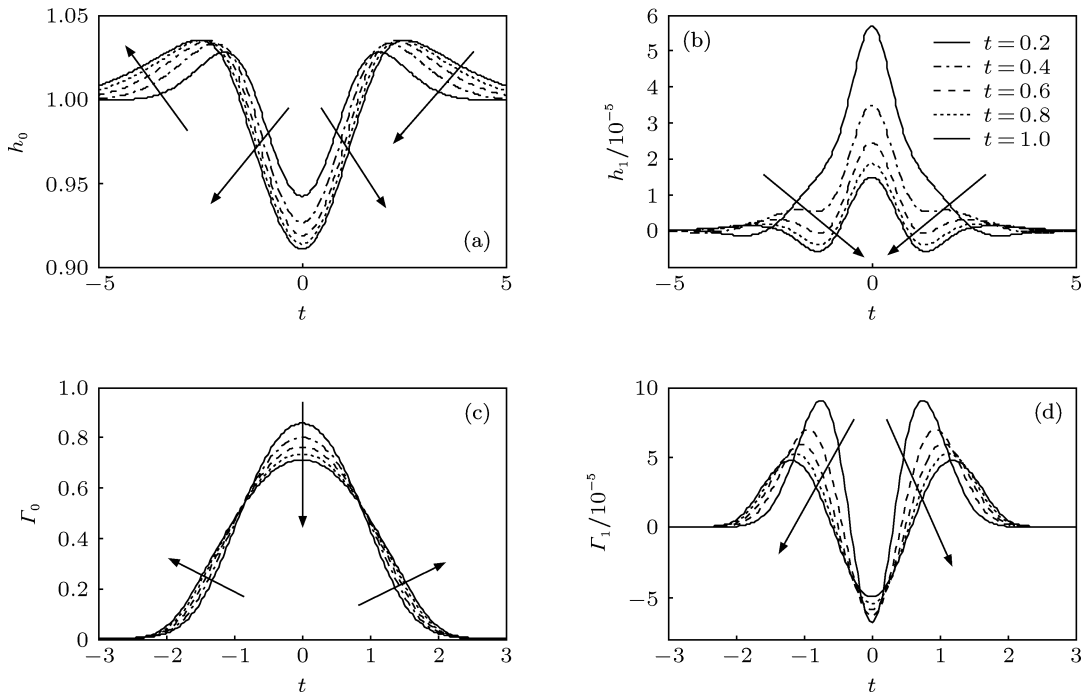 1.05
1.00
0.95
0.90
h₀
−5
0
5
t
(a)
6
5
4
3
2
1
0
h₁/10⁻⁵
−5
0
5
t
(b)
t = 0.2
t = 0.4
t = 0.6
t = 0.8
t = 1.0
1.0
0.8
0.6
0.4
0.2
0
Γ₀
−3
−2
−1
0
1
2
3
t
(c)
10
5
0
−5
Γ₁/10⁻⁵
−3
−2
−1
0
1
2
3
t
(d)